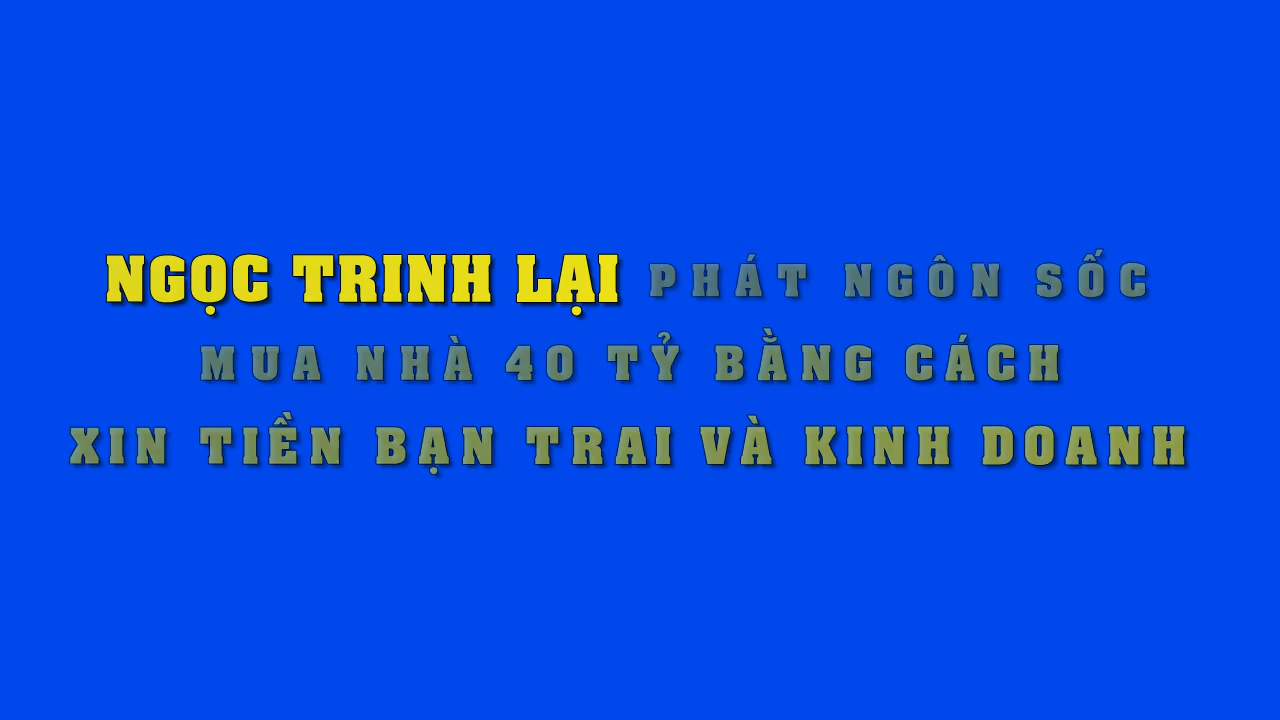 NGỌC TRINH LẠI PHÁT NGÔN SỐC
MUA NHÀ 40 TỶ BẰNG CÁCH
XIN TIỀN BẠN TRAI VÀ KINH DOANH